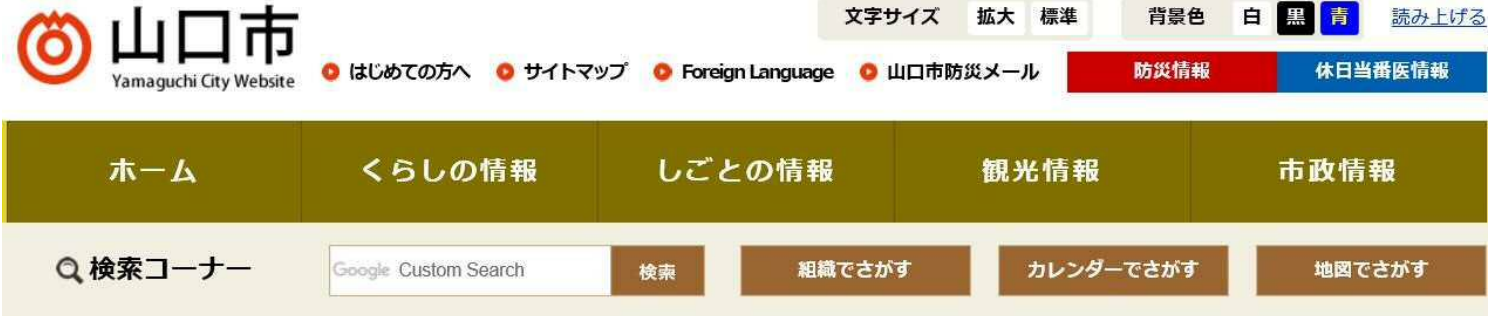 山口市
Yamaguchi City Website
文字サイズ 拡大 標準 背景色 白 黒 青 読み上げる
はじめての方へ サイトマップ Foreign Language 山口市防災メール 防災情報 休日当番医情報
ホーム くらしの情報 しごとの情報 観光情報 市政情報
検索コーナー Google Custom Search 検索 組織でさがす カレンダーでさがす 地図でさがす